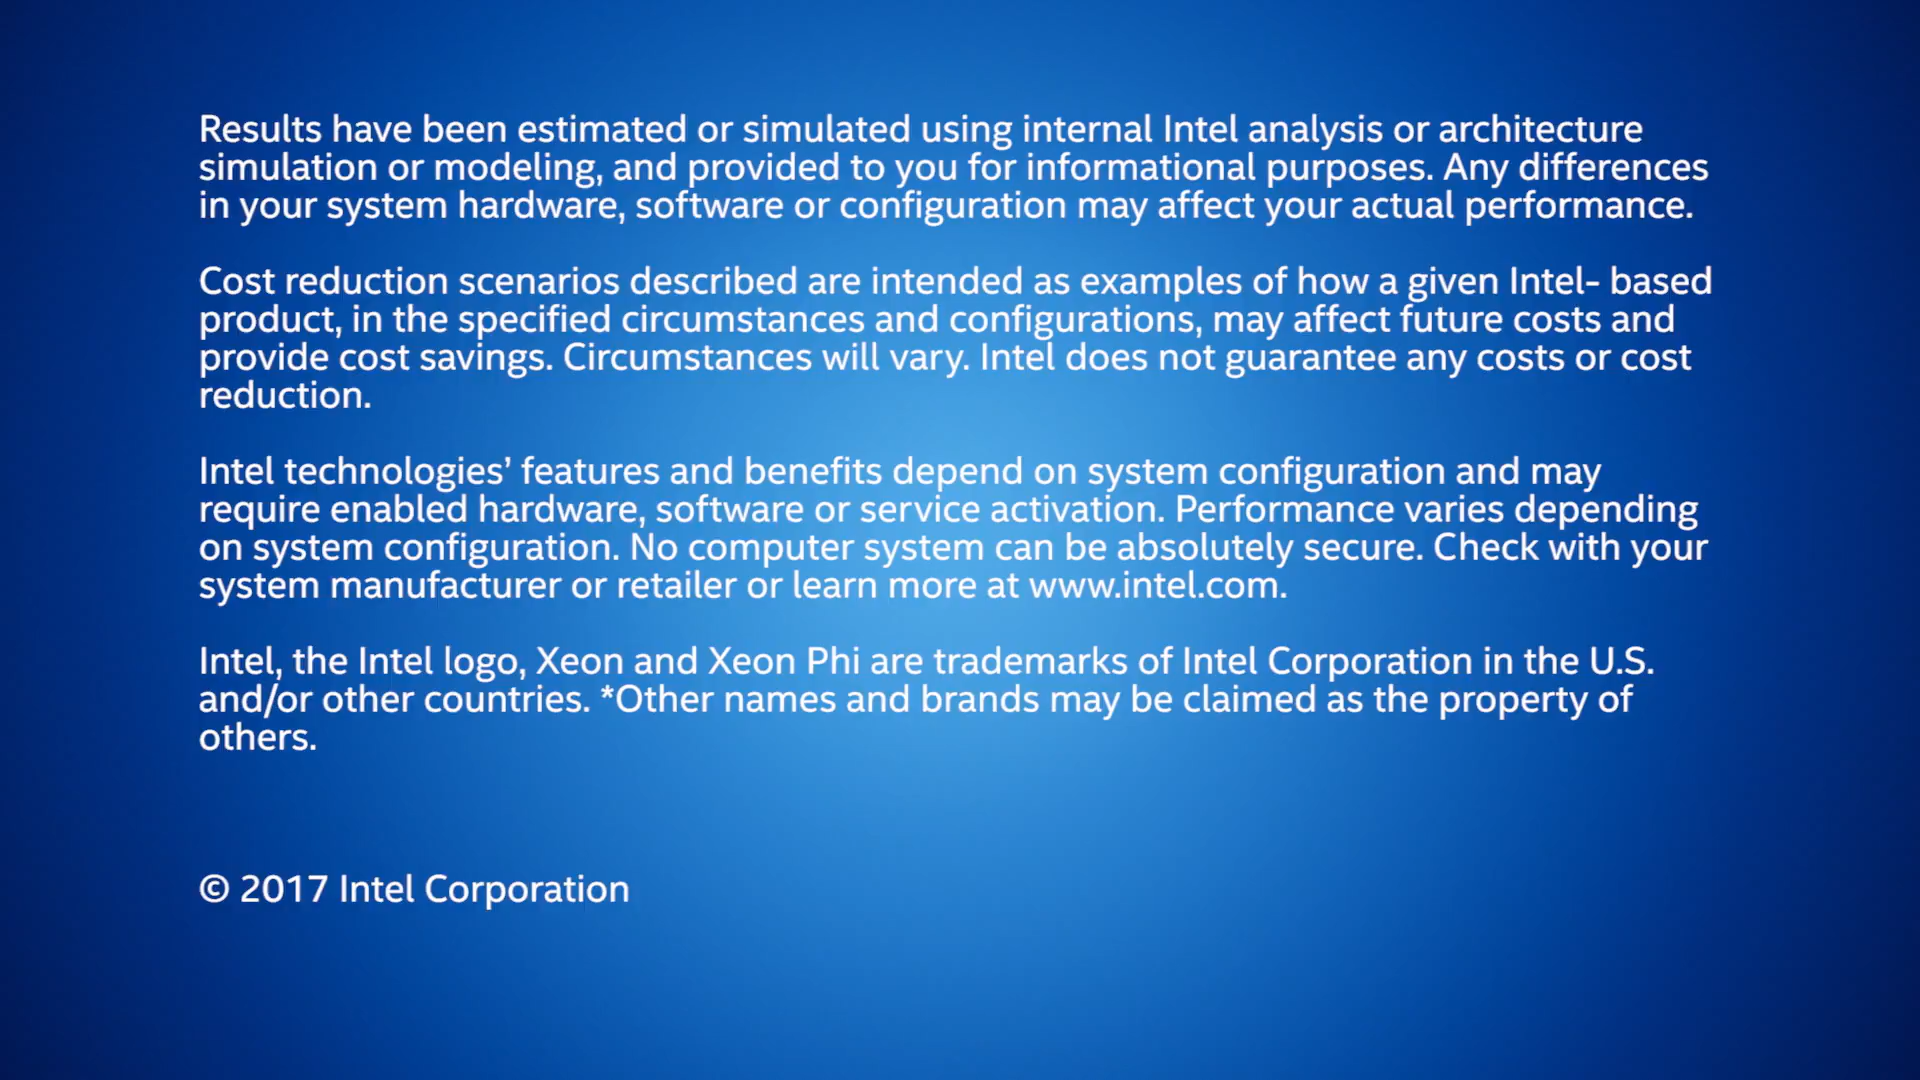 Results have been estimated or simulated using internal Intel analysis or architecture
simulation or modeling, and provided to you for informational purposes. Any differences
in your system hardware, software or configuration may affect your actual performance.
Cost reduction scenarios described are intended as examples of how a given Intel- based
product, in the specified circumstances and configurations, may affect future costs and
provide cost savings. Circumstances will vary. Intel does not guarantee any costs or cost
reduction.
Intel technologies’ features and benefits depend on system configuration and may
require enabled hardware, software or service activation. Performance varies depending
on system configuration. No computer system can be absolutely secure. Check with your
system manufacturer or retailer or learn more at www.intel.com.
Intel, the Intel logo, Xeon and Xeon Phi are trademarks of Intel Corporation in the U.S.
and/or other countries. *Other names and brands may be claimed as the property of
others.
© 2017 Intel Corporation